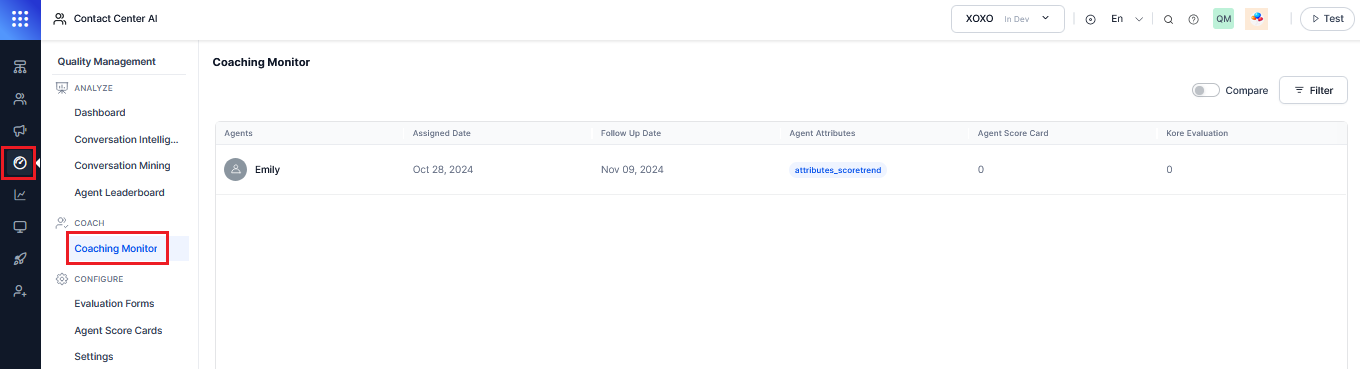 Contact Center AI
XOXO In Dev
En
QM
Test
Quality Management
ANALYZE
Dashboard
Conversation Intellig...
Conversation Mining
Agent Leaderboard
COACH
Coaching Monitor
CONFIGURE
Evaluation Forms
Agent Score Cards
Settings
Coaching Monitor
Compare
Filter
Agents Assigned Date Follow Up Date Agent Attributes Agent Score Card Kore Evaluation
Emily Oct 28, 2024 Nov 09, 2024 attributes_scoretrend 0 0